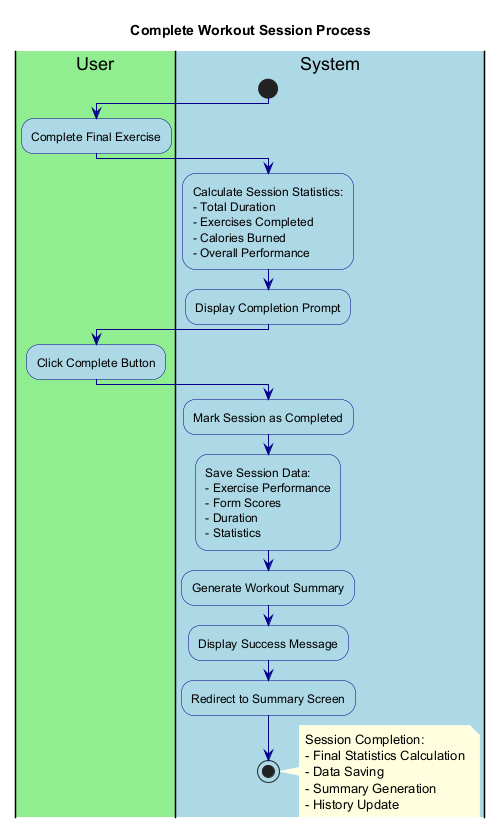 Complete Workout Session Process
User
System
Complete Final Exercise
Calculate Session Statistics:
- Total Duration
- Exercises Completed
- Calories Burned
- Overall Performance
Display Completion Prompt
Click Complete Button
Mark Session as Completed
Save Session Data:
- Exercise Performance
- Form Scores
- Duration
- Statistics
Generate Workout Summary
Display Success Message
Redirect to Summary Screen
Session Completion:
- Final Statistics Calculation
- Data Saving
- Summary Generation
- History Update